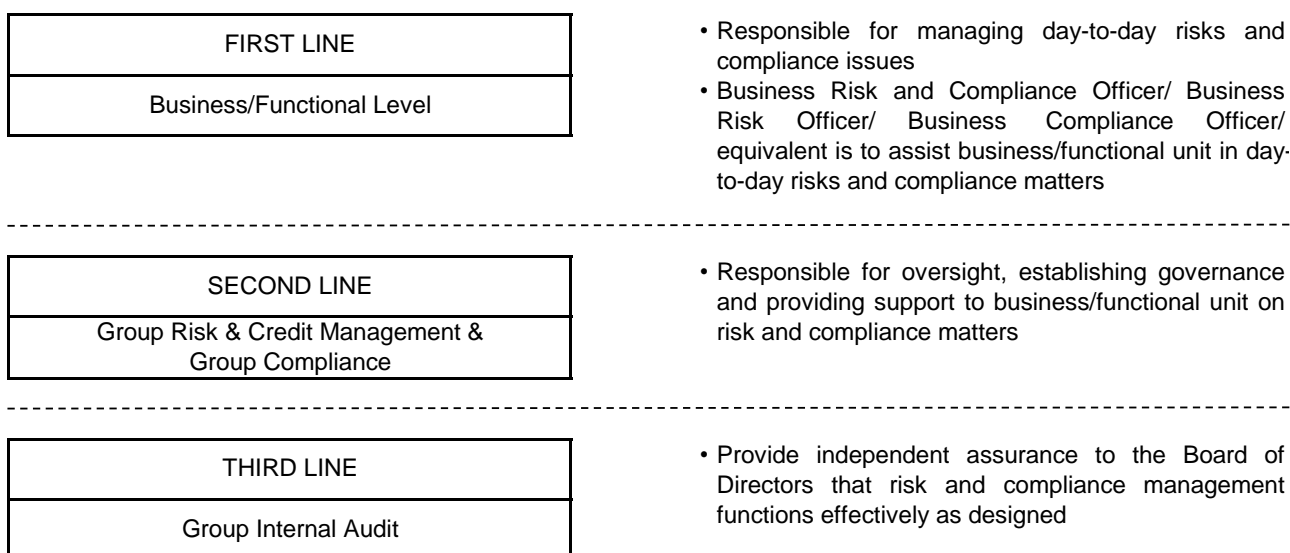 FIRST LINE
Business/Functional Level
• Responsible for managing day-to-day risks and
compliance issues
• Business Risk and Compliance Officer/ Business
Risk Officer/ Business Compliance Officer/
equivalent is to assist business/functional unit in day-
to-day risks and compliance matters
SECOND LINE
Group Risk & Credit Management &
Group Compliance
• Responsible for oversight, establishing governance
and providing support to business/functional unit on
risk and compliance matters
THIRD LINE
Group Internal Audit
• Provide independent assurance to the Board of
Directors that risk and compliance management
functions effectively as designed